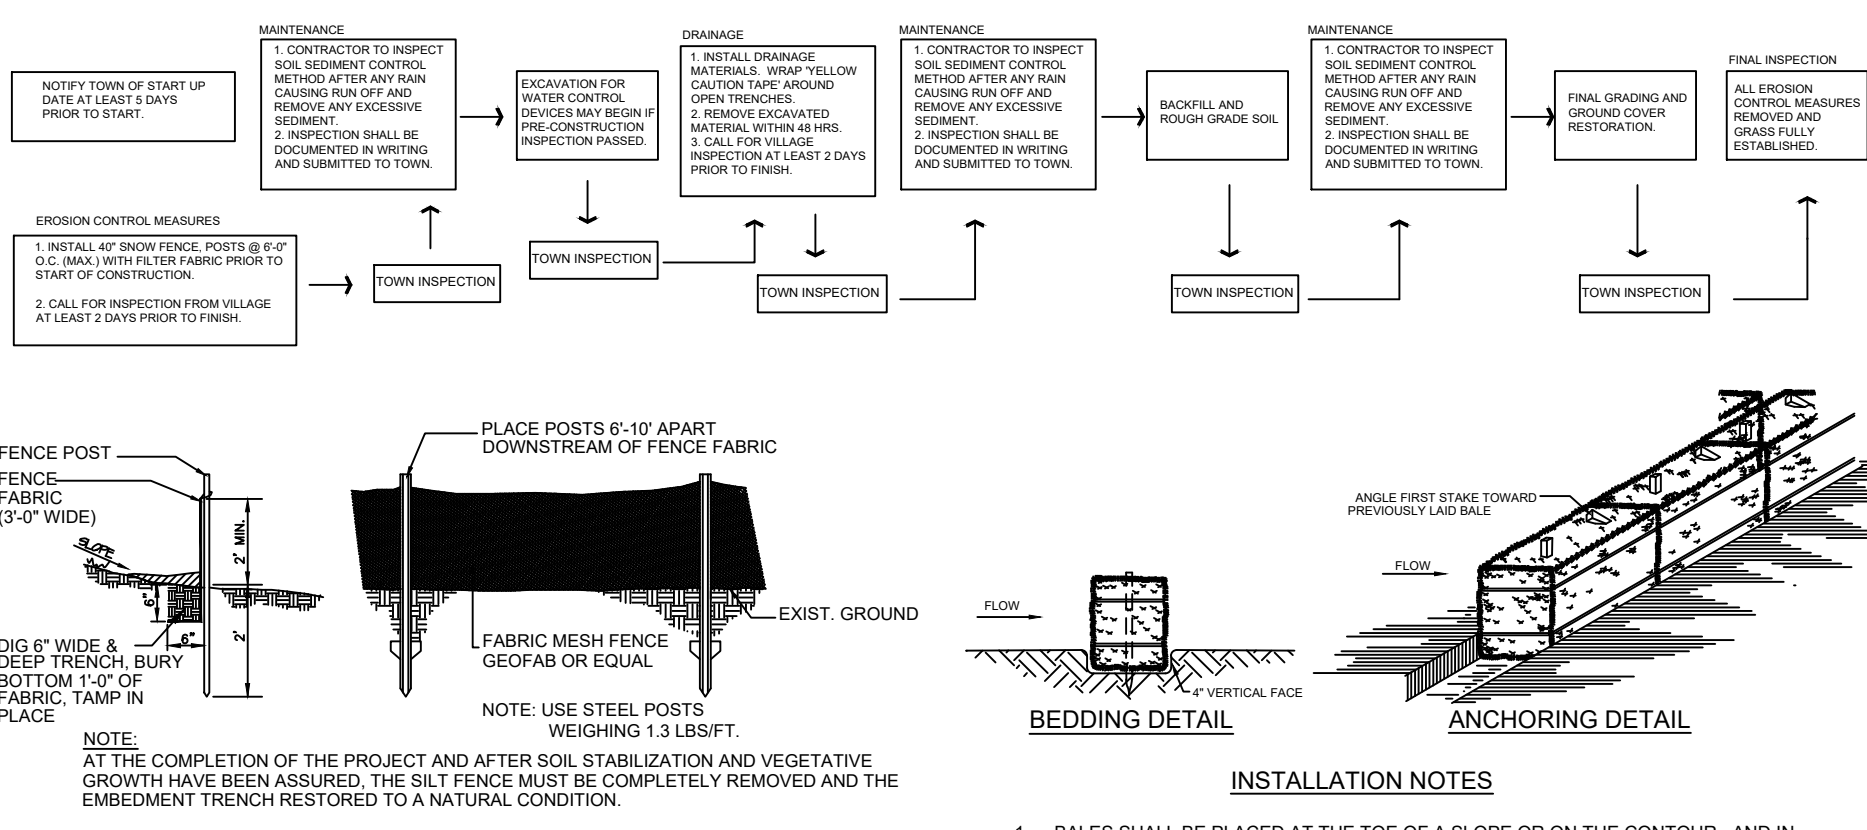 NOTIFY TOWN OF START UP
DATE AT LEAST 5 DAYS
PRIOR TO START.
EROSION CONTROL MEASURES
1. INSTALL 40" SNOW FENCE, POSTS @ 6'-0"
O.C. (MAX.) WITH FILTER FABRIC PRIOR TO
START OF CONSTRUCTION.
2. CALL FOR INSPECTION FROM VILLAGE
AT LEAST 2 DAYS PRIOR TO FINISH.
TOWN INSPECTION
MAINTENANCE
1. CONTRACTOR TO INSPECT
SOIL SEDIMENT CONTROL
METHOD AFTER ANY RAIN
CAUSING RUN OFF AND
REMOVE ANY EXCESSIVE
SEDIMENT.
2. INSPECTION SHALL BE
DOCUMENTED IN WRITING
AND SUBMITTED TO TOWN.
EXCAVATION FOR
WATER CONTROL
DEVICES MAY BEGIN IF
PRE-CONSTRUCTION
INSPECTION PASSED.
TOWN INSPECTION
DRAINAGE
1. INSTALL DRAINAGE
MATERIALS. WRAP 'YELLOW
CAUTION TAPE' AROUND
OPEN TRENCHES.
2. REMOVE EXCAVATED
MATERIAL WITHIN 48 HRS.
3. CALL FOR VILLAGE
INSPECTION AT LEAST 2 DAYS
PRIOR TO FINISH.
TOWN INSPECTION
MAINTENANCE
1. CONTRACTOR TO INSPECT
SOIL SEDIMENT CONTROL
METHOD AFTER ANY RAIN
CAUSING RUN OFF AND
REMOVE ANY EXCESSIVE
SEDIMENT.
2. INSPECTION SHALL BE
DOCUMENTED IN WRITING
AND SUBMITTED TO TOWN.
BACKFILL AND
ROUGH GRADE SOIL
TOWN INSPECTION
MAINTENANCE
1. CONTRACTOR TO INSPECT
SOIL SEDIMENT CONTROL
METHOD AFTER ANY RAIN
CAUSING RUN OFF AND
REMOVE ANY EXCESSIVE
SEDIMENT.
2. INSPECTION SHALL BE
DOCUMENTED IN WRITING
AND SUBMITTED TO TOWN.
FINAL GRADING AND
GROUND COVER
RESTORATION.
TOWN INSPECTION
FINAL INSPECTION
ALL EROSION
CONTROL MEASURES
REMOVED AND
GRASS FULLY
ESTABLISHED.
FENCE POST
FENCE
FABRIC
(3'-0" WIDE)
SLOPE
2' MIN.
6"
6"
2'
DIG 6" WIDE &
DEEP TRENCH, BURY
BOTTOM 1'-0" OF
FABRIC, TAMP IN
PLACE
PLACE POSTS 6'-10' APART
DOWNSTREAM OF FENCE FABRIC
EXIST. GROUND
FABRIC MESH FENCE
GEOFAB OR EQUAL
NOTE: USE STEEL POSTS
WEIGHING 1.3 LBS/FT.
NOTE:
AT THE COMPLETION OF THE PROJECT AND AFTER SOIL STABILIZATION AND VEGETATIVE
GROWTH HAVE BEEN ASSURED, THE SILT FENCE MUST BE COMPLETELY REMOVED AND THE
EMBEDMENT TRENCH RESTORED TO A NATURAL CONDITION.
FLOW
4" VERTICAL FACE
BEDDING DETAIL
ANGLE FIRST STAKE TOWARD
PREVIOUSLY LAID BALE
FLOW
ANCHORING DETAIL
INSTALLATION NOTES
1. BALES SHALL BE PLACED AT THE TOE OF A SLOPE OR ON THE CONTOUR AND IN